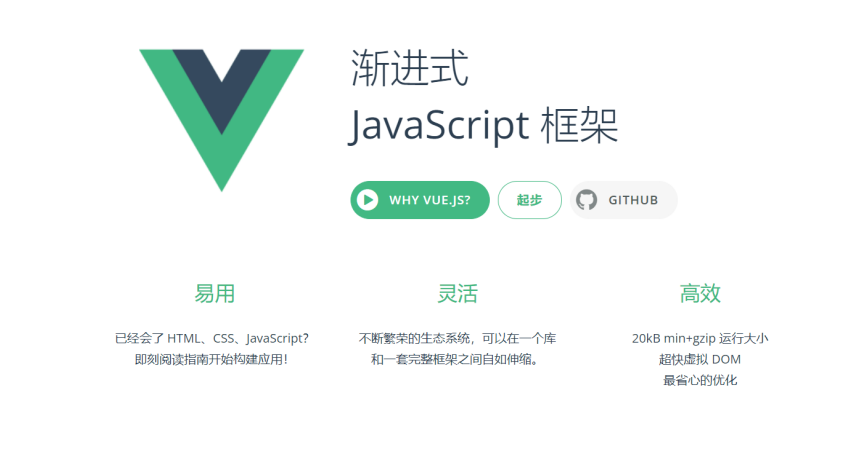 渐进式
JavaScript 框架
WHY VUE.JS?
起步
GITHUB
易用
已经会了 HTML、CSS、JavaScript?
即刻阅读指南开始构建应用!
灵活
不断繁荣的生态系统，可以在一个库
和一套完整框架之间自如伸缩。
高效
20kB min+gzip 运行大小
超快虚拟 DOM
最省心的优化